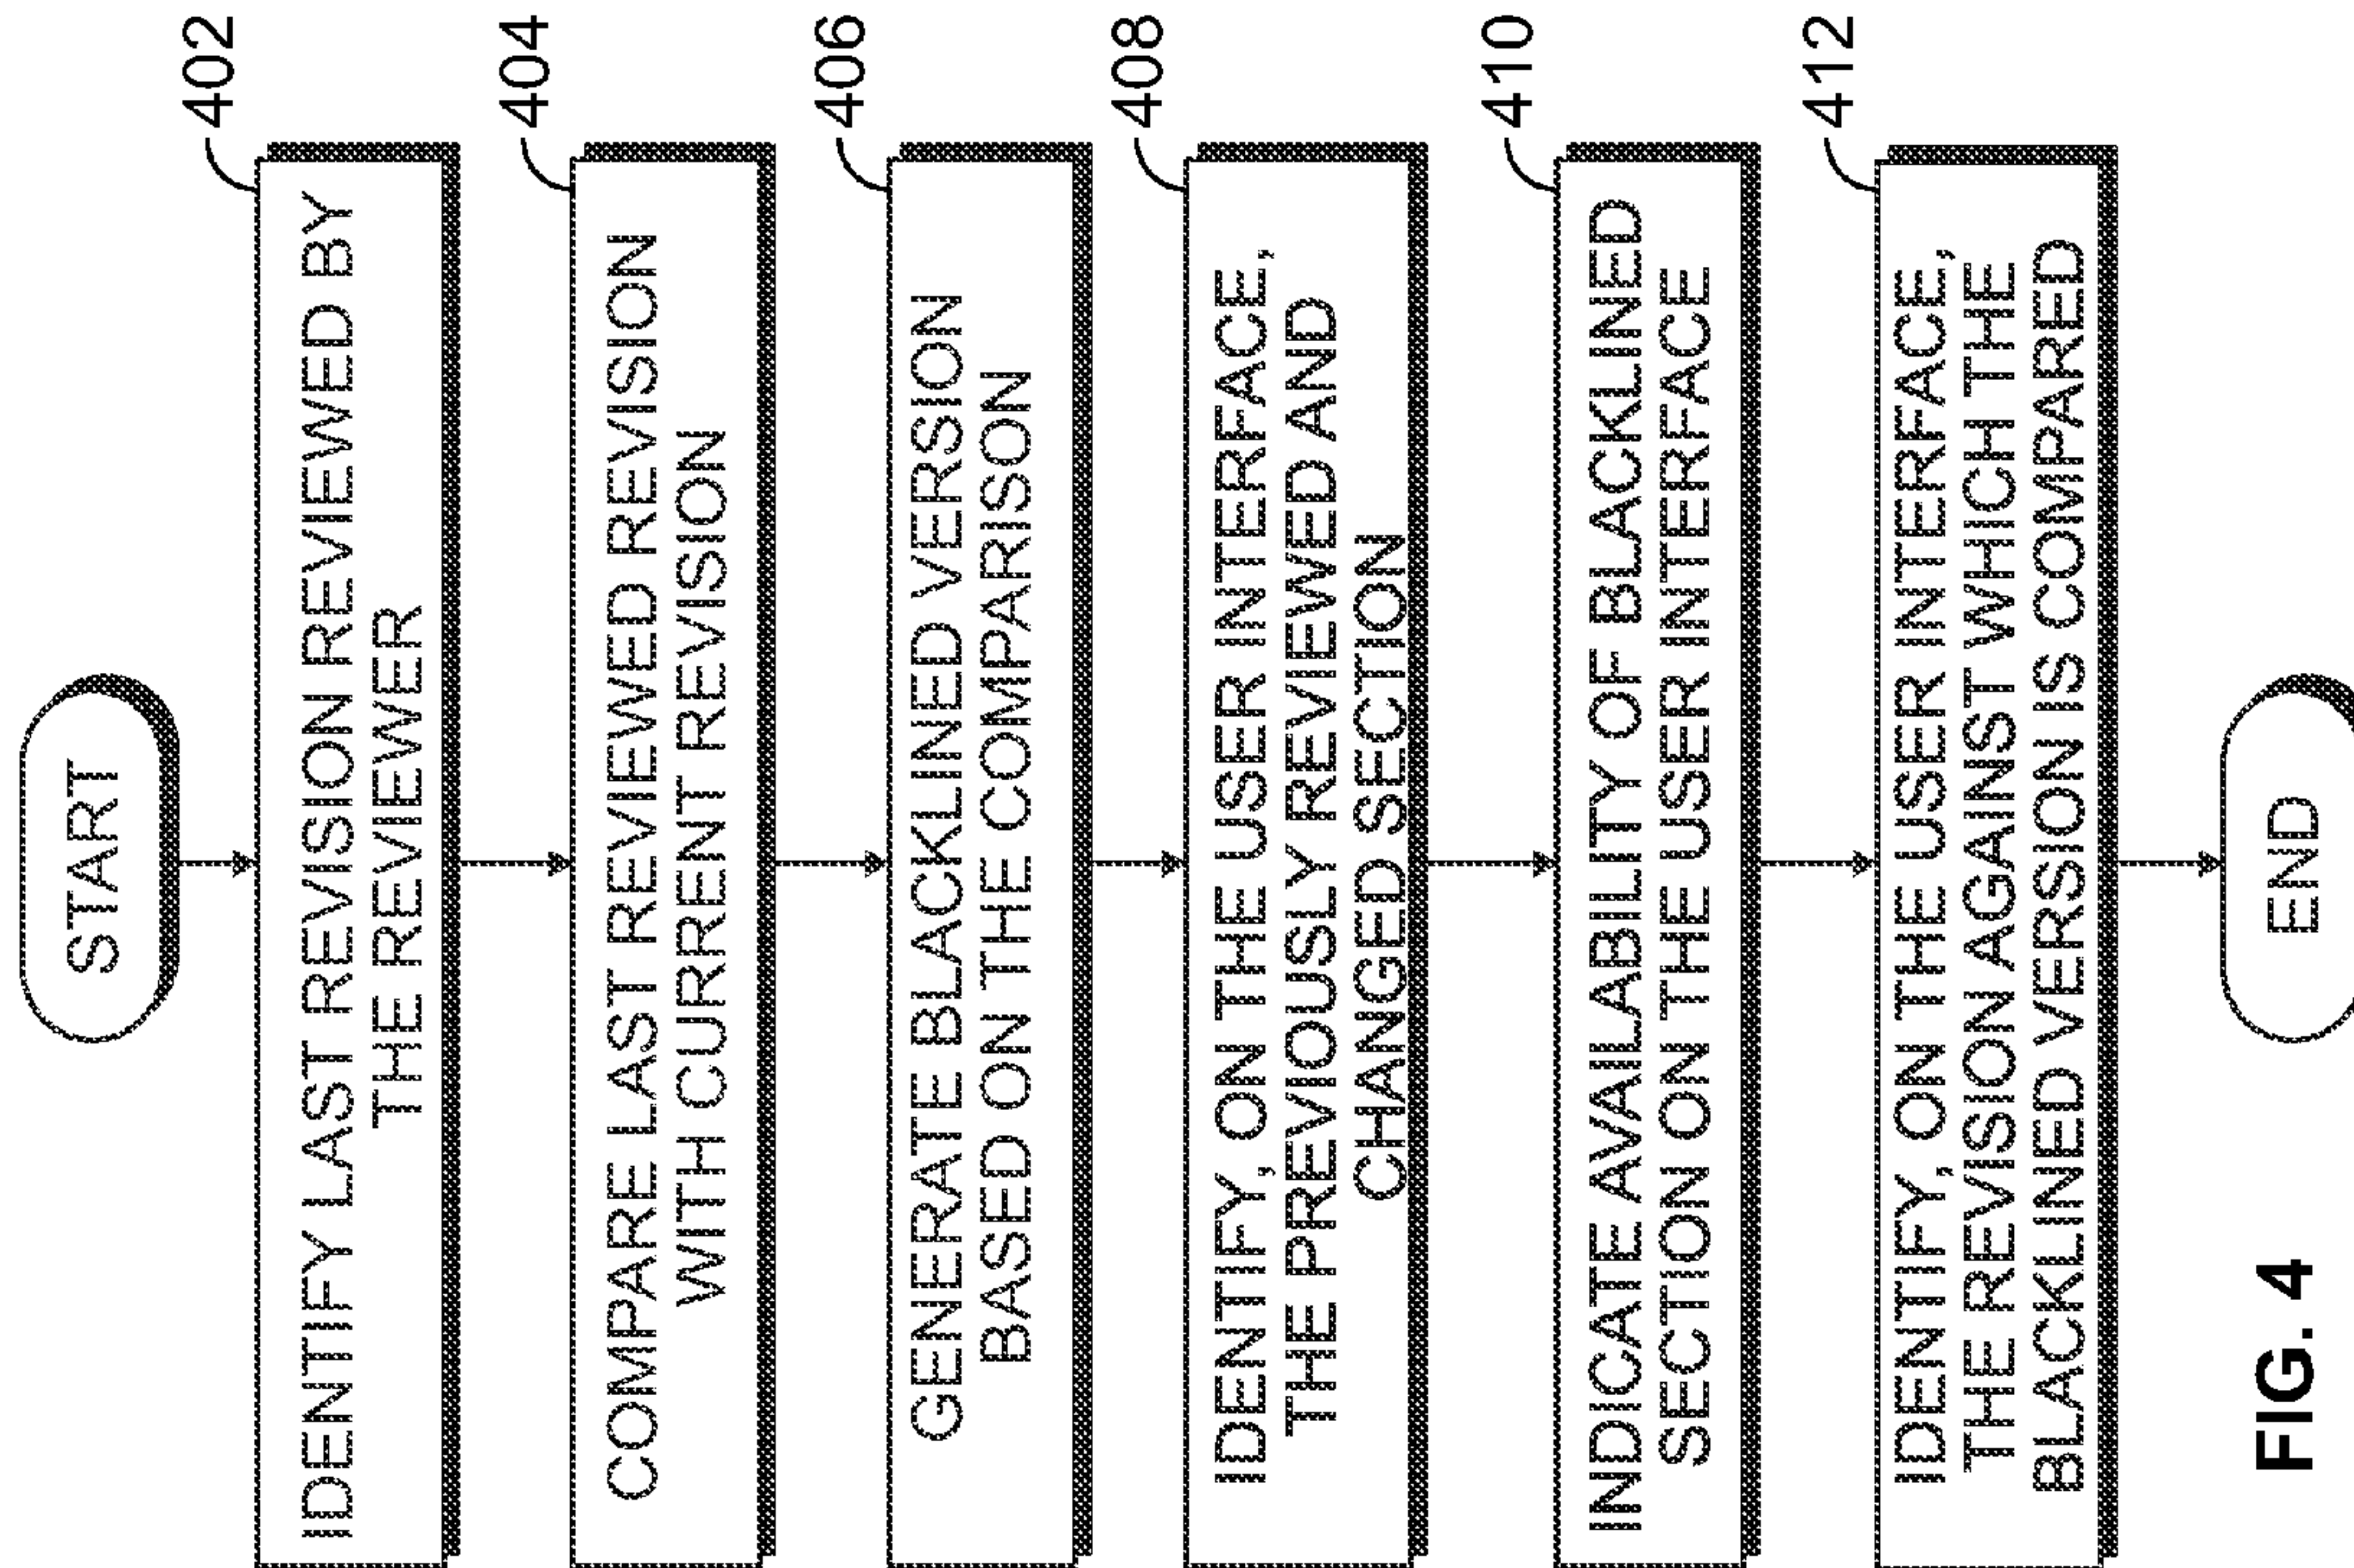 START
402
IDENTIFY LAST REVISION REVIEWED BY
THE REVIEWER
404
COMPARE LAST REVIEWED REVISION
WITH CURRENT REVISION
406
GENERATE BLACKLINED VERSION
BASED ON THE COMPARISON
408
IDENTIFY, ON THE USER INTERFACE,
THE PREVIOUSLY REVIEWED AND
CHANGED SECTION
410
INDICATE AVAILABILITY OF BLACKLINED
SECTION ON THE USER INTERFACE
412
IDENTIFY, ON THE USER INTERFACE,
THE REVISION AGAINST WHICH THE
BLACKLINED VERSION IS COMPARED
END
FIG. 4